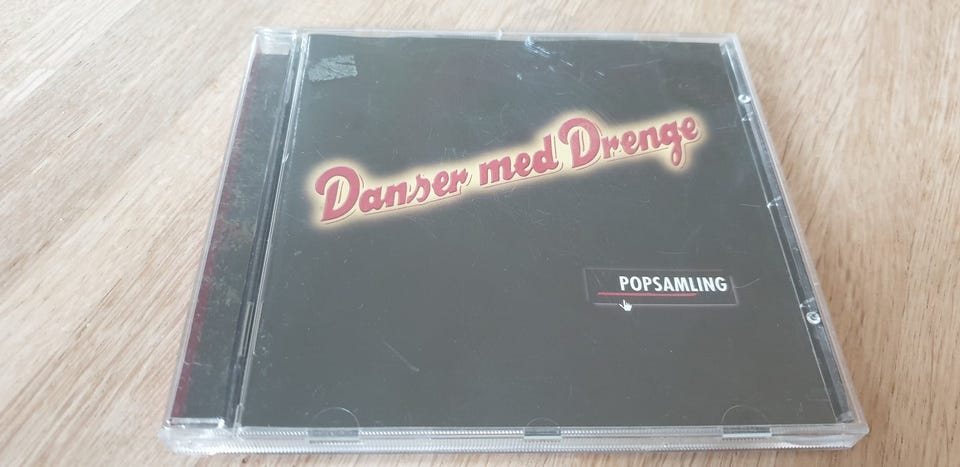 Danser med Drenge
POPSAMLING